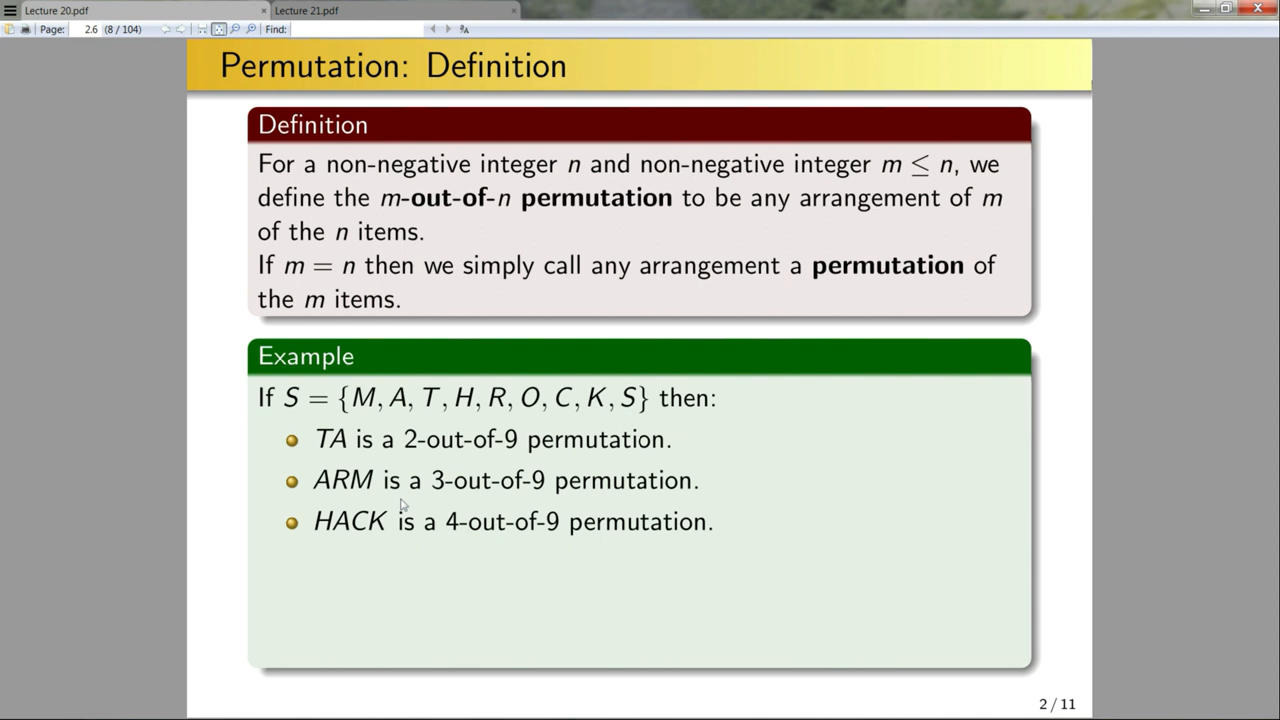 Lecture 20.pdf × Lecture 21.pdf ×
Page: 2.6 (8 / 104) Find:
Permutation: Definition
Definition
For a non-negative integer n and non-negative integer m ≤ n, we
define the m-out-of-n permutation to be any arrangement of m
of the n items.
If m = n then we simply call any arrangement a permutation of
the m items.
Example
If S = {M, A, T, H, R, O, C, K, S} then:
TA is a 2-out-of-9 permutation.
ARM is a 3-out-of-9 permutation.
HACK is a 4-out-of-9 permutation.
2 / 11